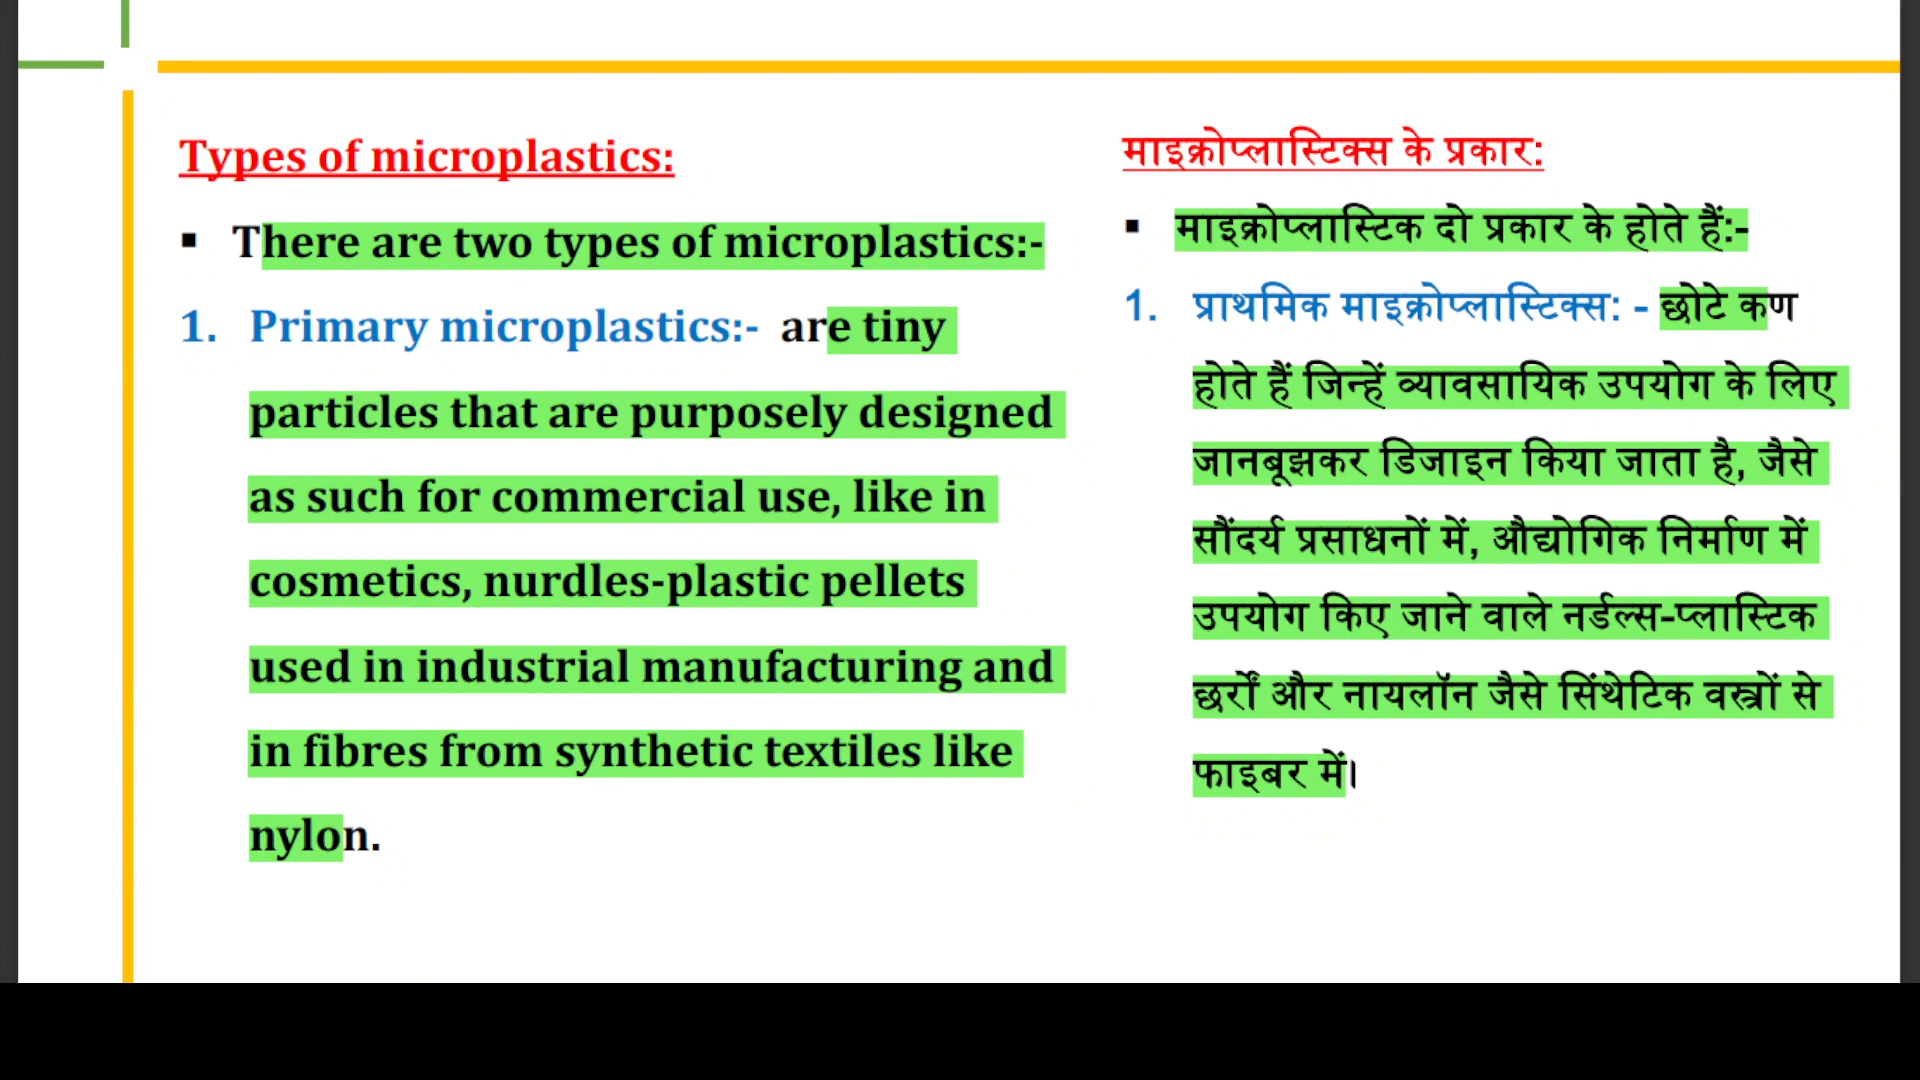 Types of microplastics:
▪ There are two types of microplastics:-
1. Primary microplastics:- are tiny
particles that are purposely designed
as such for commercial use, like in
cosmetics, nurdles-plastic pellets
used in industrial manufacturing and
in fibres from synthetic textiles like
nylon.
माइक्रोप्लास्टिक्स के प्रकार:
▪ माइक्रोप्लास्टिक दो प्रकार के होते हैं:-
1. प्राथमिक माइक्रोप्लास्टिक्स: - छोटे कण
होते हैं जिन्हें व्यावसायिक उपयोग के लिए
जानबूझकर डिजाइन किया जाता है, जैसे
सौंदर्य प्रसाधनों में, औद्योगिक निर्माण में
उपयोग किए जाने वाले नर्डल्स-प्लास्टिक
छर्रों और नायलॉन जैसे सिंथेटिक वस्त्रों से
फाइबर में।